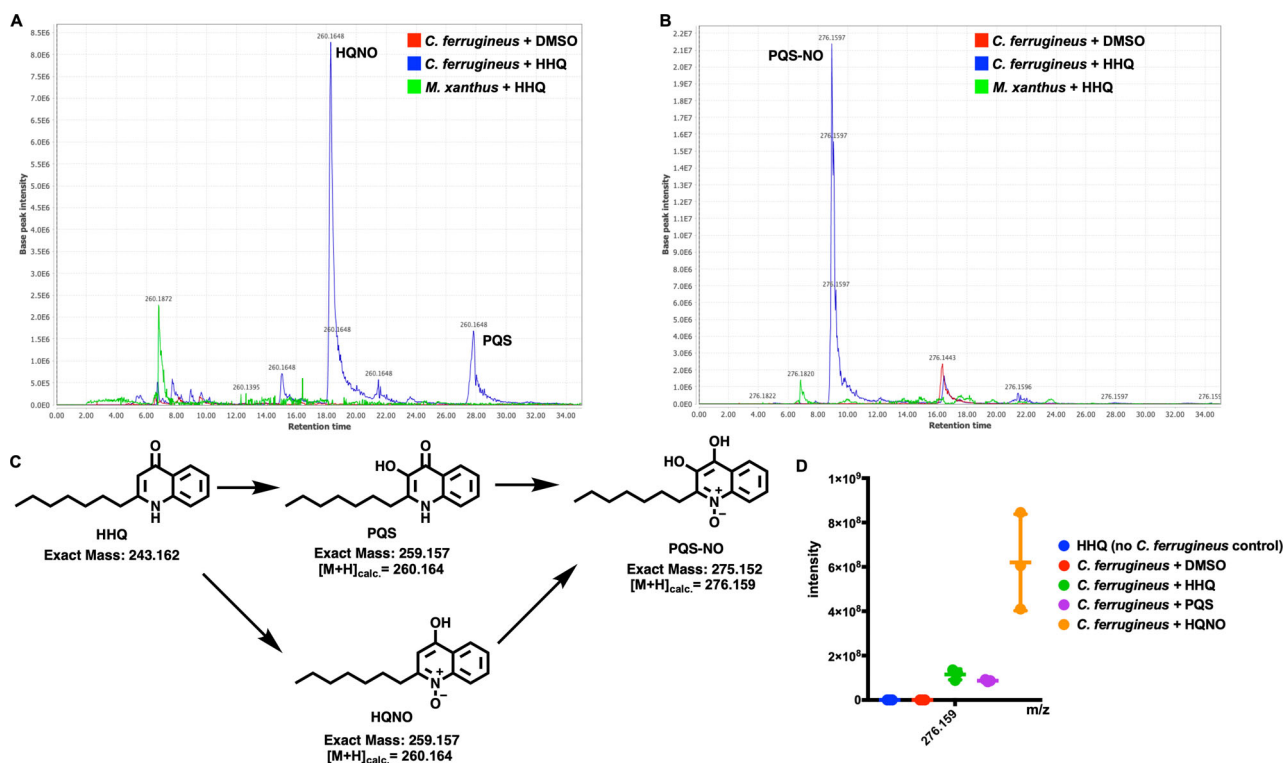 A
260.1648
HQNO
C. ferrugineus + DMSO
C. ferrugineus + HHQ
M. xanthus + HHQ
8.5E6
8.0E6
7.5E6
7.0E6
6.5E6
6.0E6
5.5E6
5.0E6
4.5E6
4.0E6
3.5E6
3.0E6
2.5E6
2.0E6
1.5E6
1.0E6
5.0E5
0.0E0
Base peak intensity
260.1872
260.1395
260.1648
260.1648
260.1648
PQS
260.1648
260.1648
0.00 2.00 4.00 6.00 8.00 10.00 12.00 14.00 16.00 18.00 20.00 22.00 24.00 26.00 28.00 30.00 32.00 34.00
Retention time
B
276.1597
PQS-NO
C. ferrugineus + DMSO
C. ferrugineus + HHQ
M. xanthus + HHQ
2.2E7
2.1E7
2.0E7
1.9E7
1.8E7
1.7E7
1.6E7
1.5E7
1.4E7
1.3E7
1.2E7
1.1E7
1.0E7
9.0E6
8.0E6
7.0E6
6.0E6
5.0E6
4.0E6
3.0E6
2.0E6
1.0E6
0.0E0
Base peak intensity
276.1597
276.1597
276.1443
276.1820
276.1822
276.1596
276.1597
0.00 2.00 4.00 6.00 8.00 10.00 12.00 14.00 16.00 18.00 20.00 22.00 24.00 26.00 28.00 30.00 32.00 34.00
Retention time
C
O
N
H
HHQ
Exact Mass: 243.162
HO
O
N
H
PQS
Exact Mass: 259.157
[M+H]calc.= 260.164
OH
HO
N+
O−
PQS-NO
Exact Mass: 275.152
[M+H]calc.= 276.159
OH
N+
O−
HQNO
Exact Mass: 259.157
[M+H]calc.= 260.164
D
1×10⁹
8×10⁸
6×10⁸
4×10⁸
2×10⁸
0
intensity
276.159
m/z
HHQ (no C. ferrugineus control)
C. ferrugineus + DMSO
C. ferrugineus + HHQ
C. ferrugineus + PQS
C. ferrugineus + HQNO